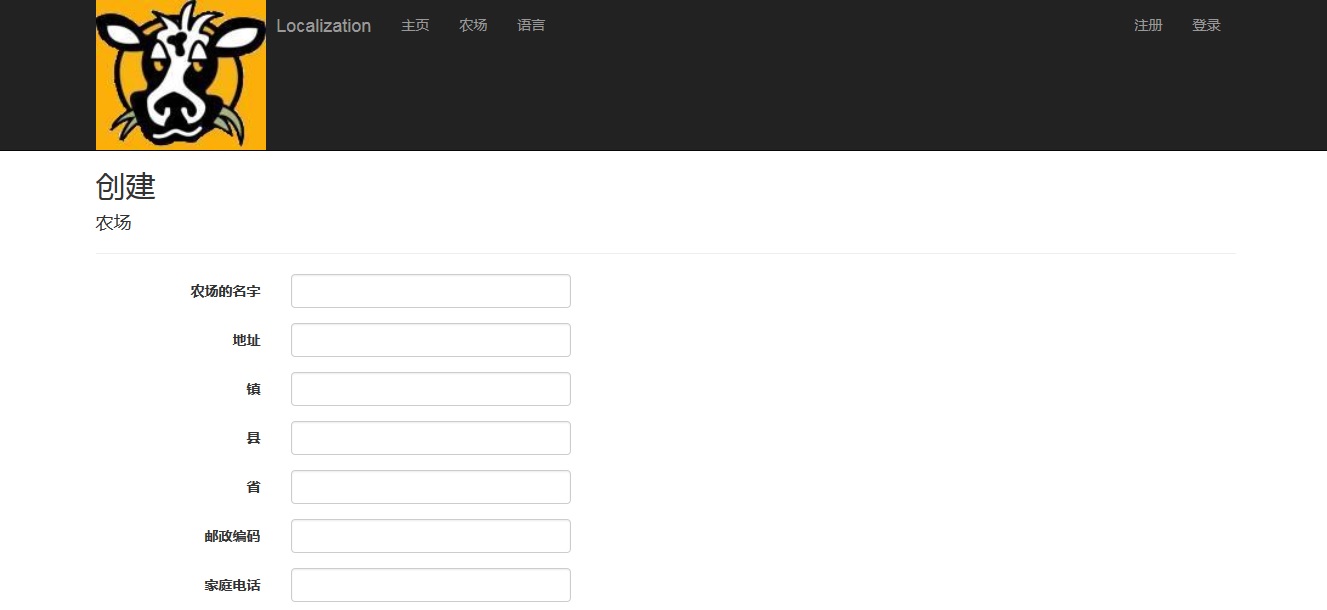 Localization 主页 农场 语言 注册 登录
创建
农场
农场的名字
地址
镇
县
省
邮政编码
家庭电话